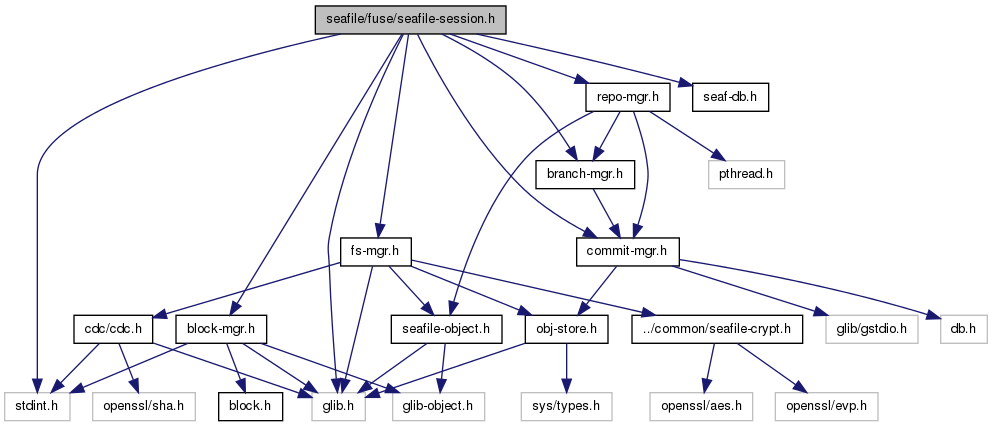 seafile/fuse/seafile-session.h
repo-mgr.h
seaf-db.h
branch-mgr.h
pthread.h
fs-mgr.h
commit-mgr.h
cdc/cdc.h
block-mgr.h
seafile-object.h
obj-store.h
../common/seafile-crypt.h
glib/gstdio.h
db.h
stdint.h
openssl/sha.h
block.h
glib.h
glib-object.h
sys/types.h
openssl/aes.h
openssl/evp.h